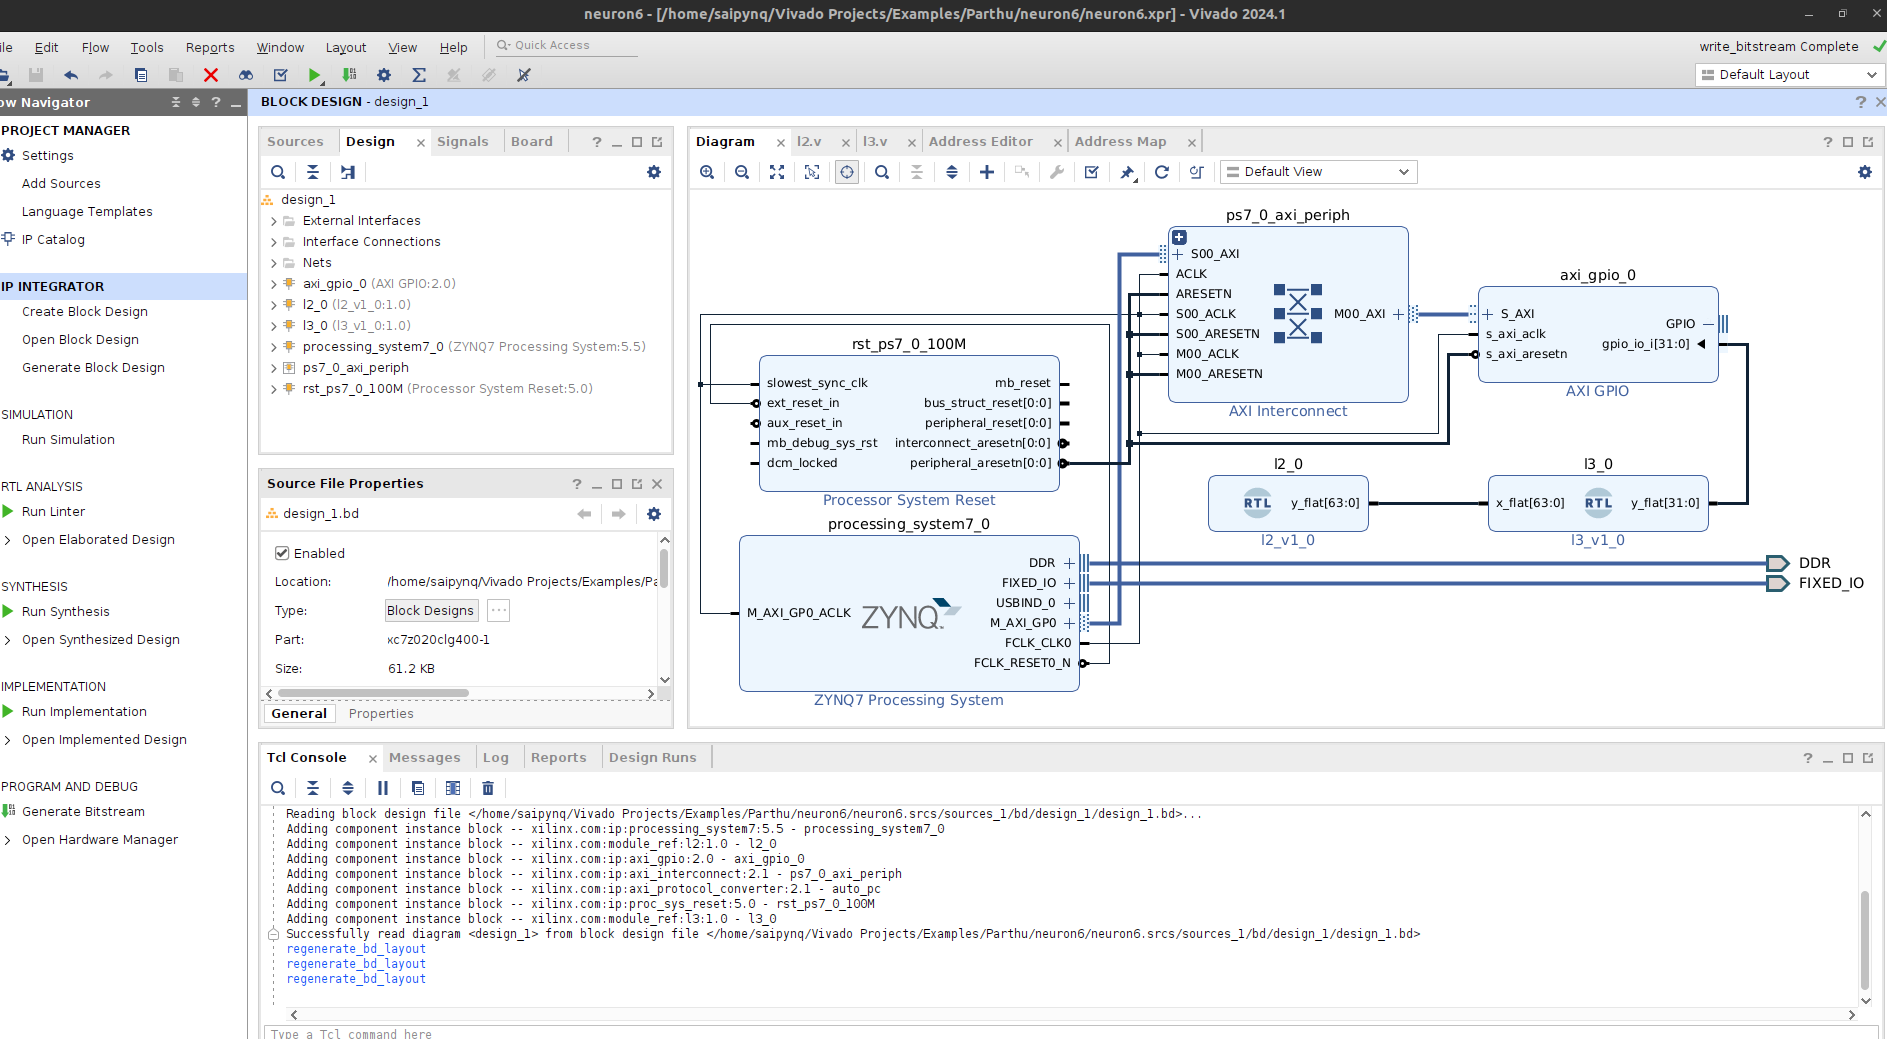 neuron6 - [/home/saipynq/Vivado Projects/Examples/Parthu/neuron6/neuron6.xpr] - Vivado 2024.1
ile Edit Flow Tools Reports Window Layout View Help Quick Access
write_bitstream Complete
Default Layout
ow Navigator
BLOCK DESIGN - design_1
PROJECT MANAGER
Settings
Add Sources
Language Templates
IP Catalog
IP INTEGRATOR
Create Block Design
Open Block Design
Generate Block Design
SIMULATION
Run Simulation
RTL ANALYSIS
Run Linter
Open Elaborated Design
SYNTHESIS
Run Synthesis
Open Synthesized Design
IMPLEMENTATION
Run Implementation
Open Implemented Design
PROGRAM AND DEBUG
Generate Bitstream
Open Hardware Manager
Sources Design Signals Board
design_1
External Interfaces
Interface Connections
Nets
axi_gpio_0 (AXI GPIO:2.0)
l2_0 (l2_v1_0:1.0)
l3_0 (l3_v1_0:1.0)
processing_system7_0 (ZYNQ7 Processing System:5.5)
ps7_0_axi_periph
rst_ps7_0_100M (Processor System Reset:5.0)
Source File Properties
design_1.bd
Enabled
Location: /home/saipynq/Vivado Projects/Examples/Pa
Type: Block Designs
Part: xc7z020clg400-1
Size: 61.2 KB
General Properties
Diagram l2.v l3.v Address Editor Address Map
Default View
ps7_0_axi_periph
S00_AXI
ACLK
ARESETN
S00_ACLK
S00_ARESETN
M00_ACLK
M00_ARESETN
M00_AXI
AXI Interconnect
axi_gpio_0
S_AXI
s_axi_aclk
s_axi_aresetn
GPIO
gpio_io_i[31:0]
AXI GPIO
rst_ps7_0_100M
slowest_sync_clk
ext_reset_in
aux_reset_in
mb_debug_sys_rst
dcm_locked
mb_reset
bus_struct_reset[0:0]
peripheral_reset[0:0]
interconnect_aresetn[0:0]
peripheral_aresetn[0:0]
Processor System Reset
l2_0
RTL
y_flat[63:0]
l2_v1_0
l3_0
x_flat[63:0]
RTL
y_flat[31:0]
l3_v1_0
processing_system7_0
M_AXI_GP0_ACLK
ZYNQ
DDR
FIXED_IO
USBIND_0
M_AXI_GP0
FCLK_CLK0
FCLK_RESET0_N
ZYNQ7 Processing System
DDR
FIXED_IO
Tcl Console Messages Log Reports Design Runs
Reading block design file </home/saipynq/Vivado Projects/Examples/Parthu/neuron6/neuron6.srcs/sources_1/bd/design_1/design_1.bd>...
Adding component instance block -- xilinx.com:ip:processing_system7:5.5 - processing_system7_0
Adding component instance block -- xilinx.com:module_ref:l2:1.0 - l2_0
Adding component instance block -- xilinx.com:ip:axi_gpio:2.0 - axi_gpio_0
Adding component instance block -- xilinx.com:ip:axi_interconnect:2.1 - ps7_0_axi_periph
Adding component instance block -- xilinx.com:ip:axi_protocol_converter:2.1 - auto_pc
Adding component instance block -- xilinx.com:ip:proc_sys_reset:5.0 - rst_ps7_0_100M
Adding component instance block -- xilinx.com:module_ref:l3:1.0 - l3_0
Successfully read diagram <design_1> from block design file </home/saipynq/Vivado Projects/Examples/Parthu/neuron6/neuron6.srcs/sources_1/bd/design_1/design_1.bd>
regenerate_bd_layout
regenerate_bd_layout
regenerate_bd_layout
Type a Tcl command here